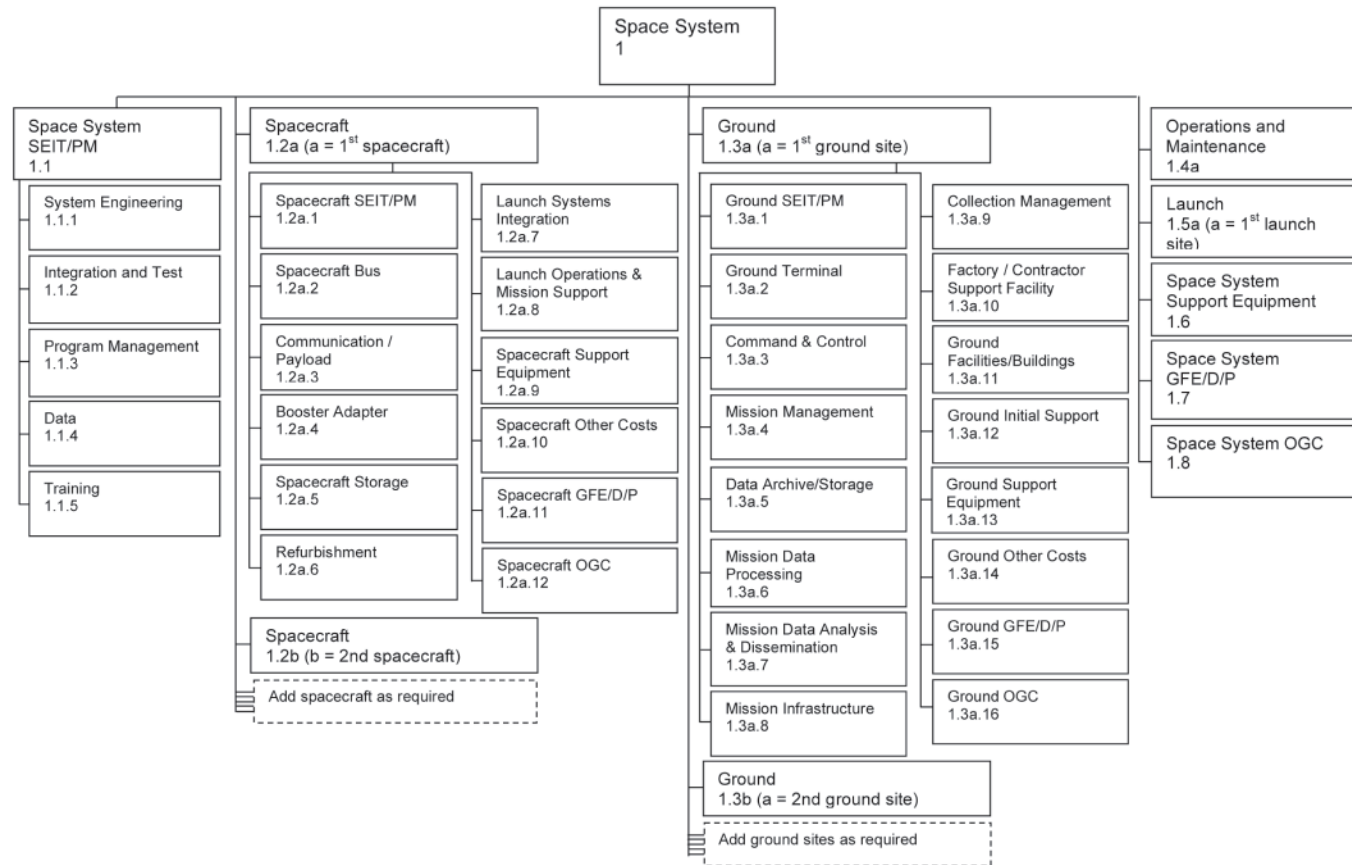 Space System
1
Space System
SEIT/PM
1.1
System Engineering
1.1.1
Integration and Test
1.1.2
Program Management
1.1.3
Data
1.1.4
Training
1.1.5
Spacecraft
1.2a (a = 1st spacecraft)
Spacecraft SEIT/PM
1.2a.1
Spacecraft Bus
1.2a.2
Communication /
Payload
1.2a.3
Booster Adapter
1.2a.4
Spacecraft Storage
1.2a.5
Refurbishment
1.2a.6
Launch Systems
Integration
1.2a.7
Launch Operations &
Mission Support
1.2a.8
Spacecraft Support
Equipment
1.2a.9
Spacecraft Other Costs
1.2a.10
Spacecraft GFE/D/P
1.2a.11
Spacecraft OGC
1.2a.12
Spacecraft
1.2b (b = 2nd spacecraft)
Add spacecraft as required
Ground
1.3a (a = 1st ground site)
Ground SEIT/PM
1.3a.1
Ground Terminal
1.3a.2
Command & Control
1.3a.3
Mission Management
1.3a.4
Data Archive/Storage
1.3a.5
Mission Data
Processing
1.3a.6
Mission Data Analysis
& Dissemination
1.3a.7
Mission Infrastructure
1.3a.8
Collection Management
1.3a.9
Factory / Contractor
Support Facility
1.3a.10
Ground
Facilities/Buildings
1.3a.11
Ground Initial Support
1.3a.12
Ground Support
Equipment
1.3a.13
Ground Other Costs
1.3a.14
Ground GFE/D/P
1.3a.15
Ground OGC
1.3a.16
Ground
1.3b (a = 2nd ground site)
Add ground sites as required
Operations and
Maintenance
1.4a
Launch
1.5a (a = 1st launch
site)
Space System
Support Equipment
1.6
Space System
GFE/D/P
1.7
Space System OGC
1.8